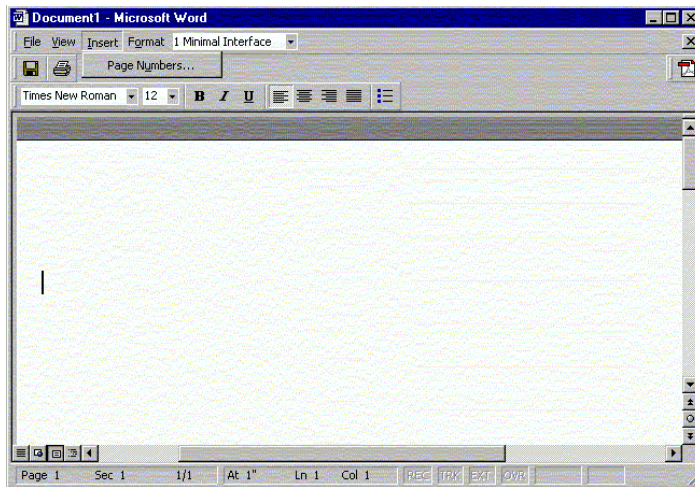 Document1 - Microsoft Word
File View Insert Format 1 Minimal Interface
Page Numbers...
Times New Roman 12 B I U
Page 1 Sec 1 1/1 At 1" Ln 1 Col 1 REC TRK EXT OVR